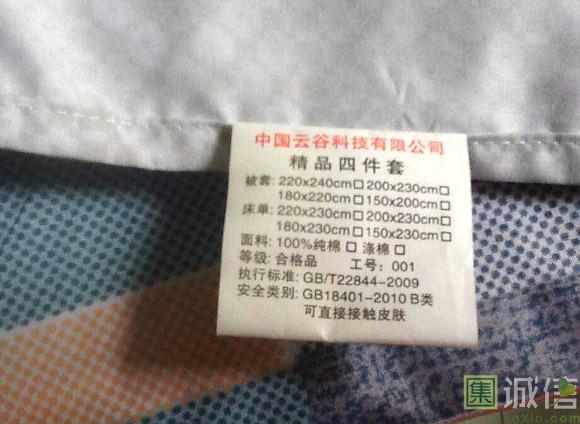 中国云谷科技有限公司
精品四件套
被套: 220x240cm□ 200x230cm□
180x220cm□ 150x200cm□
床单: 220x230cm□ 200x230cm□
180x230cm□ 150x230cm□
面料: 100%纯棉 □ 涤棉 □
等级: 合格品 工号: 001
执行标准: GB/T22844-2009
安全类别: GB18401-2010 B类
可直接接触皮肤
集 诚信